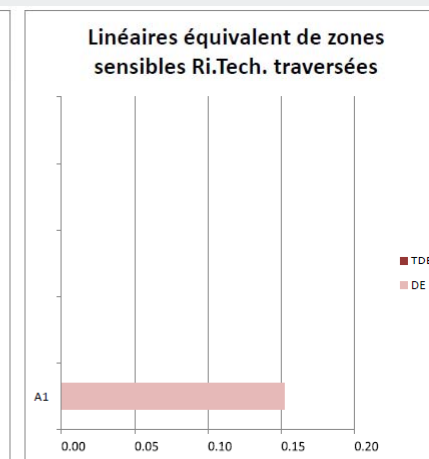 Linéaires équivalent de zones
sensibles Ri.Tech. traversées
TDE
DE
A1
0.00 0.05 0.10 0.15 0.20